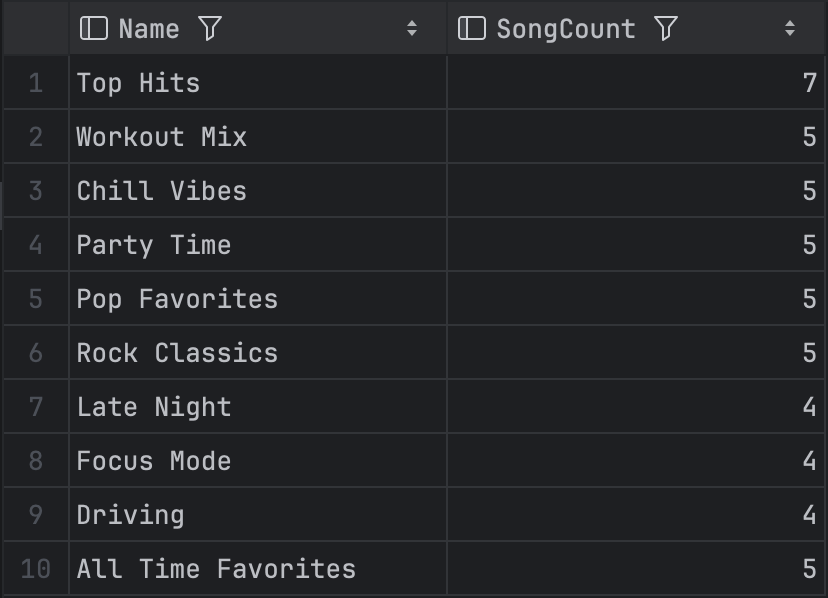 Name SongCount
1 Top Hits 7
2 Workout Mix 5
3 Chill Vibes 5
4 Party Time 5
5 Pop Favorites 5
6 Rock Classics 5
7 Late Night 4
8 Focus Mode 4
9 Driving 4
10 All Time Favorites 5